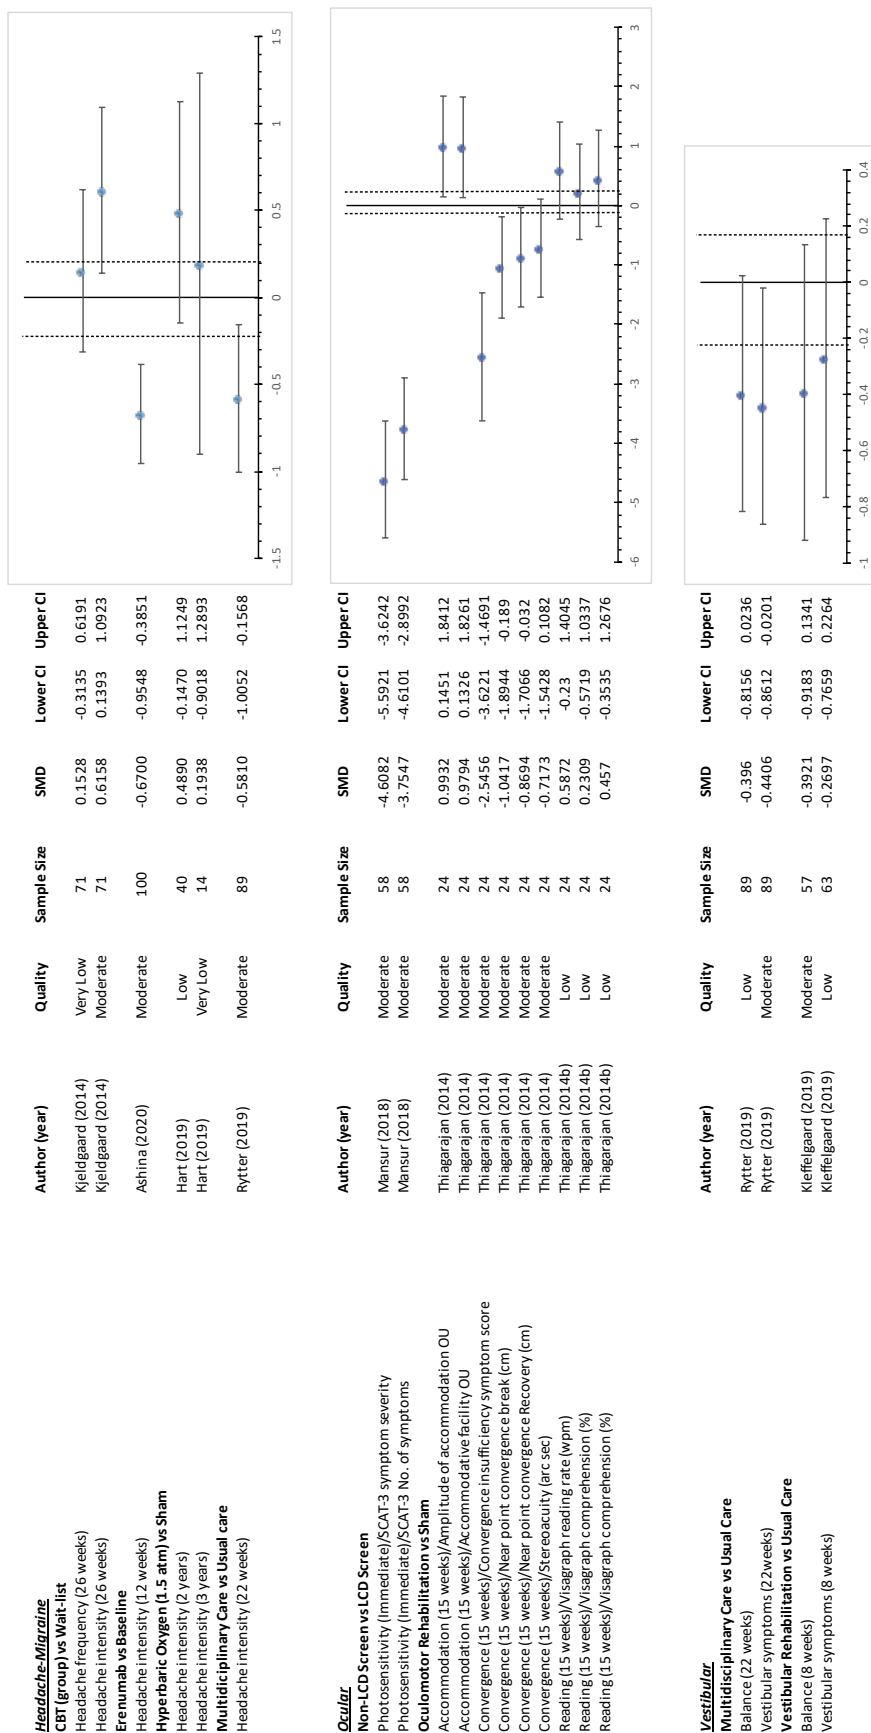 Headache-Migraine Author (year) Quality Sample Size SMD Lower CI Upper CI
CBT (group) vs Wait-list
Headache frequency (26 weeks) Kjeldgaard (2014) Very Low 71 0.1528 -0.3135 0.6191
Headache intensity (26 weeks) Kjeldgaard (2014) Moderate 71 0.6158 0.1393 1.0923
Erenumab vs Baseline
Headache intensity (12 weeks) Ashina (2020) Moderate 100 -0.6700 -0.9548 -0.3851
Hyperbaric Oxygen (1.5 atm) vs Sham
Headache intensity (2 years) Hart (2019) Low 40 0.4890 -0.1470 1.1249
Headache intensity (3 years) Hart (2019) Very Low 14 0.1938 -0.9018 1.2893
Multidiciplinary Care vs Usual care
Headache intensity (22 weeks) Rytter (2019) Moderate 89 -0.5810 -1.0052 -0.1568
-1.5 -1 -0.5 0 0.5 1 1.5
Ocular Author (year) Quality Sample Size SMD Lower CI Upper CI
Non-LCD Screen vs LCD Screen
Photosensitivity (Immediate)/SCAT-3 symptom severity Mansur (2018) Moderate 58 -4.6082 -5.5921 -3.6242
Photosensitivity (Immediate)/SCAT-3 No. of symptoms Mansur (2018) Moderate 58 -3.7547 -4.6101 -2.8992
Oculomotor Rehabilitation vs Sham
Accommodation (15 weeks)/Amplitude of accommodation OU Thiagarajan (2014) Moderate 24 0.9932 0.1451 1.8412
Accommodation (15 weeks)/Accommodative facility OU Thiagarajan (2014) Moderate 24 0.9794 0.1326 1.8261
Convergence (15 weeks)/Convergence insufficiency symptom score Thiagarajan (2014) Moderate 24 -2.5456 -3.6221 -1.4691
Convergence (15 weeks)/Near point convergence break (cm) Thiagarajan (2014) Moderate 24 -1.0417 -1.8944 -0.189
Convergence (15 weeks)/Near point convergence Recovery (cm) Thiagarajan (2014) Moderate 24 -0.8694 -1.7066 -0.032
Convergence (15 weeks)/Stereoacuity (arc sec) Thiagarajan (2014) Moderate 24 -0.7173 -1.5428 0.1082
Reading (15 weeks)/Visagraph reading rate (wpm) Thiagarajan (2014b) Low 24 0.5872 -0.23 1.4045
Reading (15 weeks)/Visagraph comprehension (%) Thiagarajan (2014b) Low 24 0.2309 -0.5719 1.0337
Reading (15 weeks)/Visagraph comprehension (%) Thiagarajan (2014b) Low 24 0.457 -0.3535 1.2676
-6 -5 -4 -3 -2 -1 0 1 2 3
Vestibular Author (year) Quality Sample Size SMD Lower CI Upper CI
Multidisciplinary Care vs Usual Care
Balance (22 weeks) Rytter (2019) Low 89 -0.396 -0.8156 0.0236
Vestibular symptoms (22weeks) Rytter (2019) Moderate 89 -0.4406 -0.8612 -0.0201
Vestibular Rehabilitation vs Usual Care
Balance (8 weeks) Kleffelgaard (2019) Moderate 57 -0.3921 -0.9183 0.1341
Vestibular symptoms (8 weeks) Kleffelgaard (2019) Low 63 -0.2697 -0.7659 0.2264
-1 -0.8 -0.6 -0.4 -0.2 0 0.2 0.4